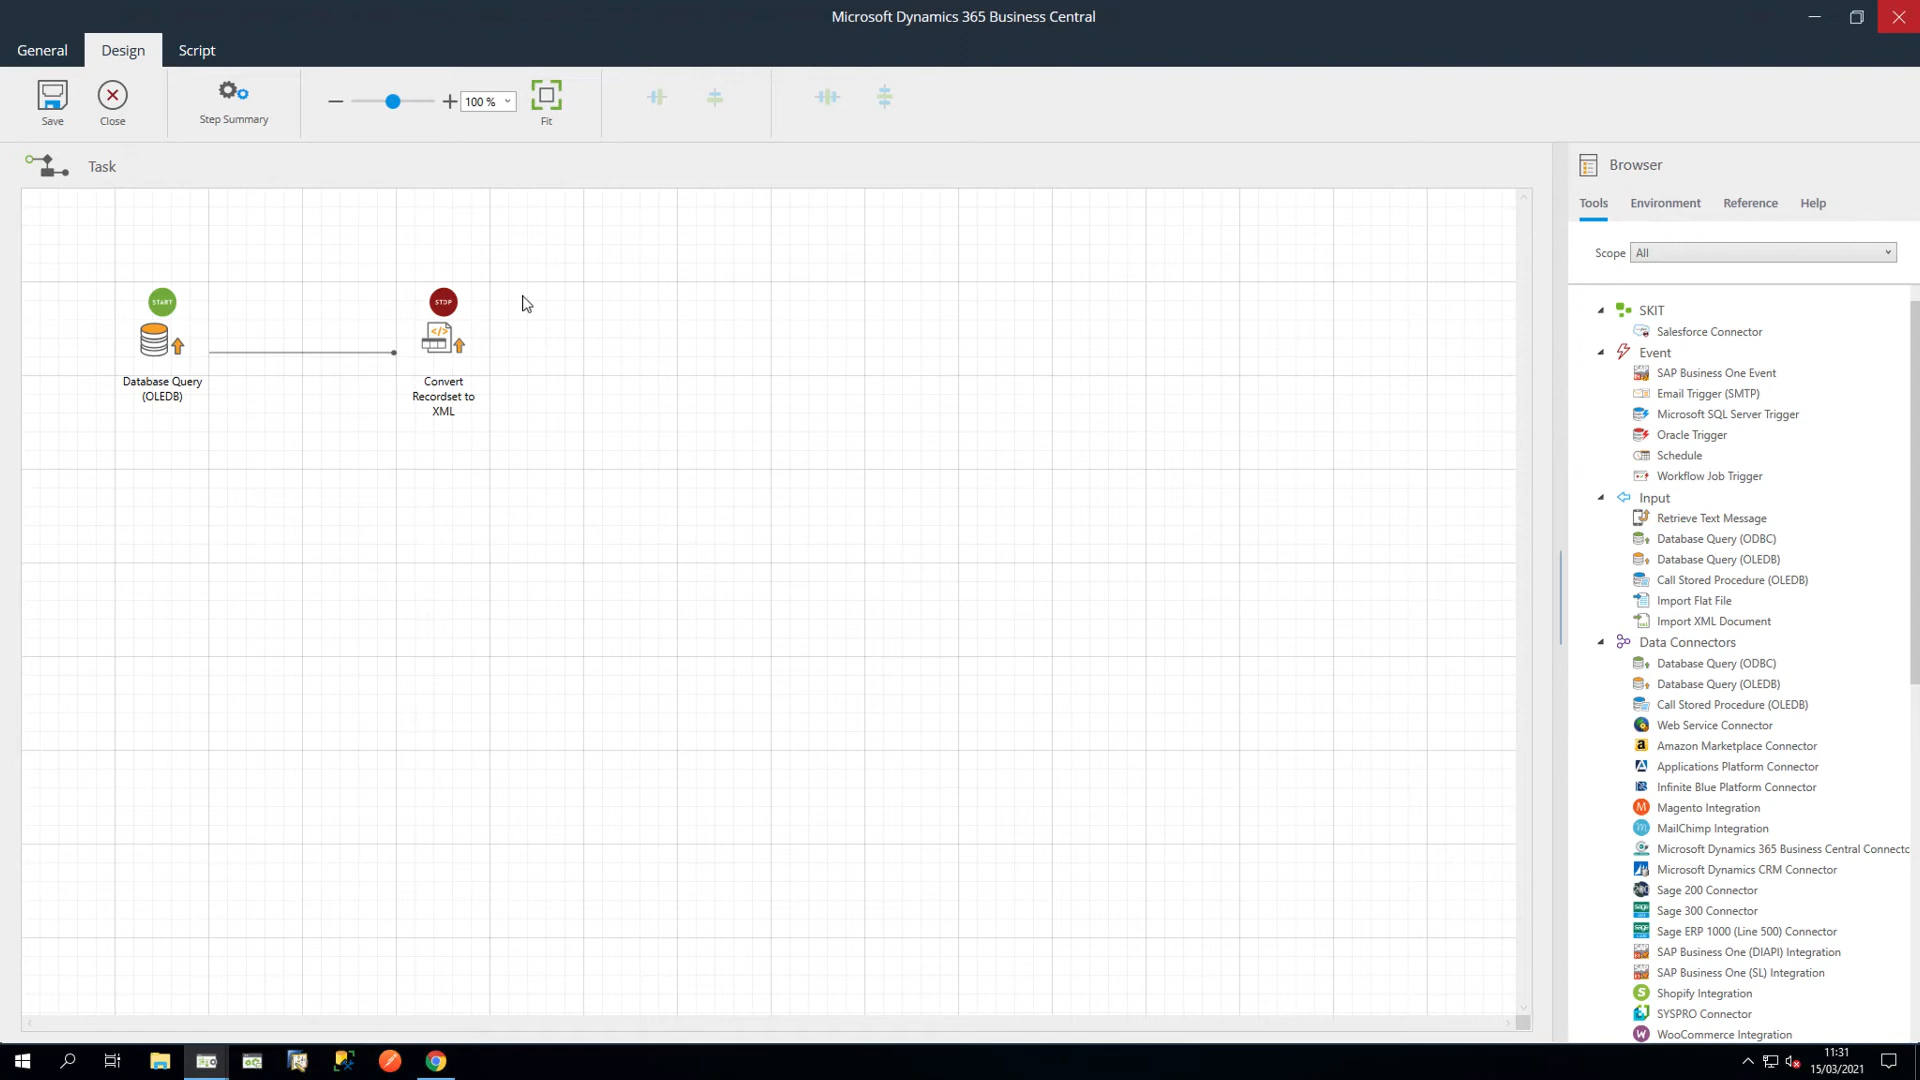 Microsoft Dynamics 365 Business Central
General
Design
Script
Save
Close
Step Summary
100 %
Fit
Task
START
Database Query
(OLEDB)
STOP
Convert
Recordset to
XML
Browser
Tools
Environment
Reference
Help
Scope
All
SKIT
Salesforce Connector
Event
SAP Business One Event
Email Trigger (SMTP)
Microsoft SQL Server Trigger
Oracle Trigger
Schedule
Workflow Job Trigger
Input
Retrieve Text Message
Database Query (ODBC)
Database Query (OLEDB)
Call Stored Procedure (OLEDB)
Import Flat File
Import XML Document
Data Connectors
Database Query (ODBC)
Database Query (OLEDB)
Call Stored Procedure (OLEDB)
Web Service Connector
Amazon Marketplace Connector
Applications Platform Connector
Infinite Blue Platform Connector
Magento Integration
MailChimp Integration
Microsoft Dynamics 365 Business Central Connecto
Microsoft Dynamics CRM Connector
Sage 200 Connector
Sage 300 Connector
Sage ERP 1000 (Line 500) Connector
SAP Business One (DIAPI) Integration
SAP Business One (SL) Integration
Shopify Integration
SYSPRO Connector
WooCommerce Integration
11:31
15/03/2021